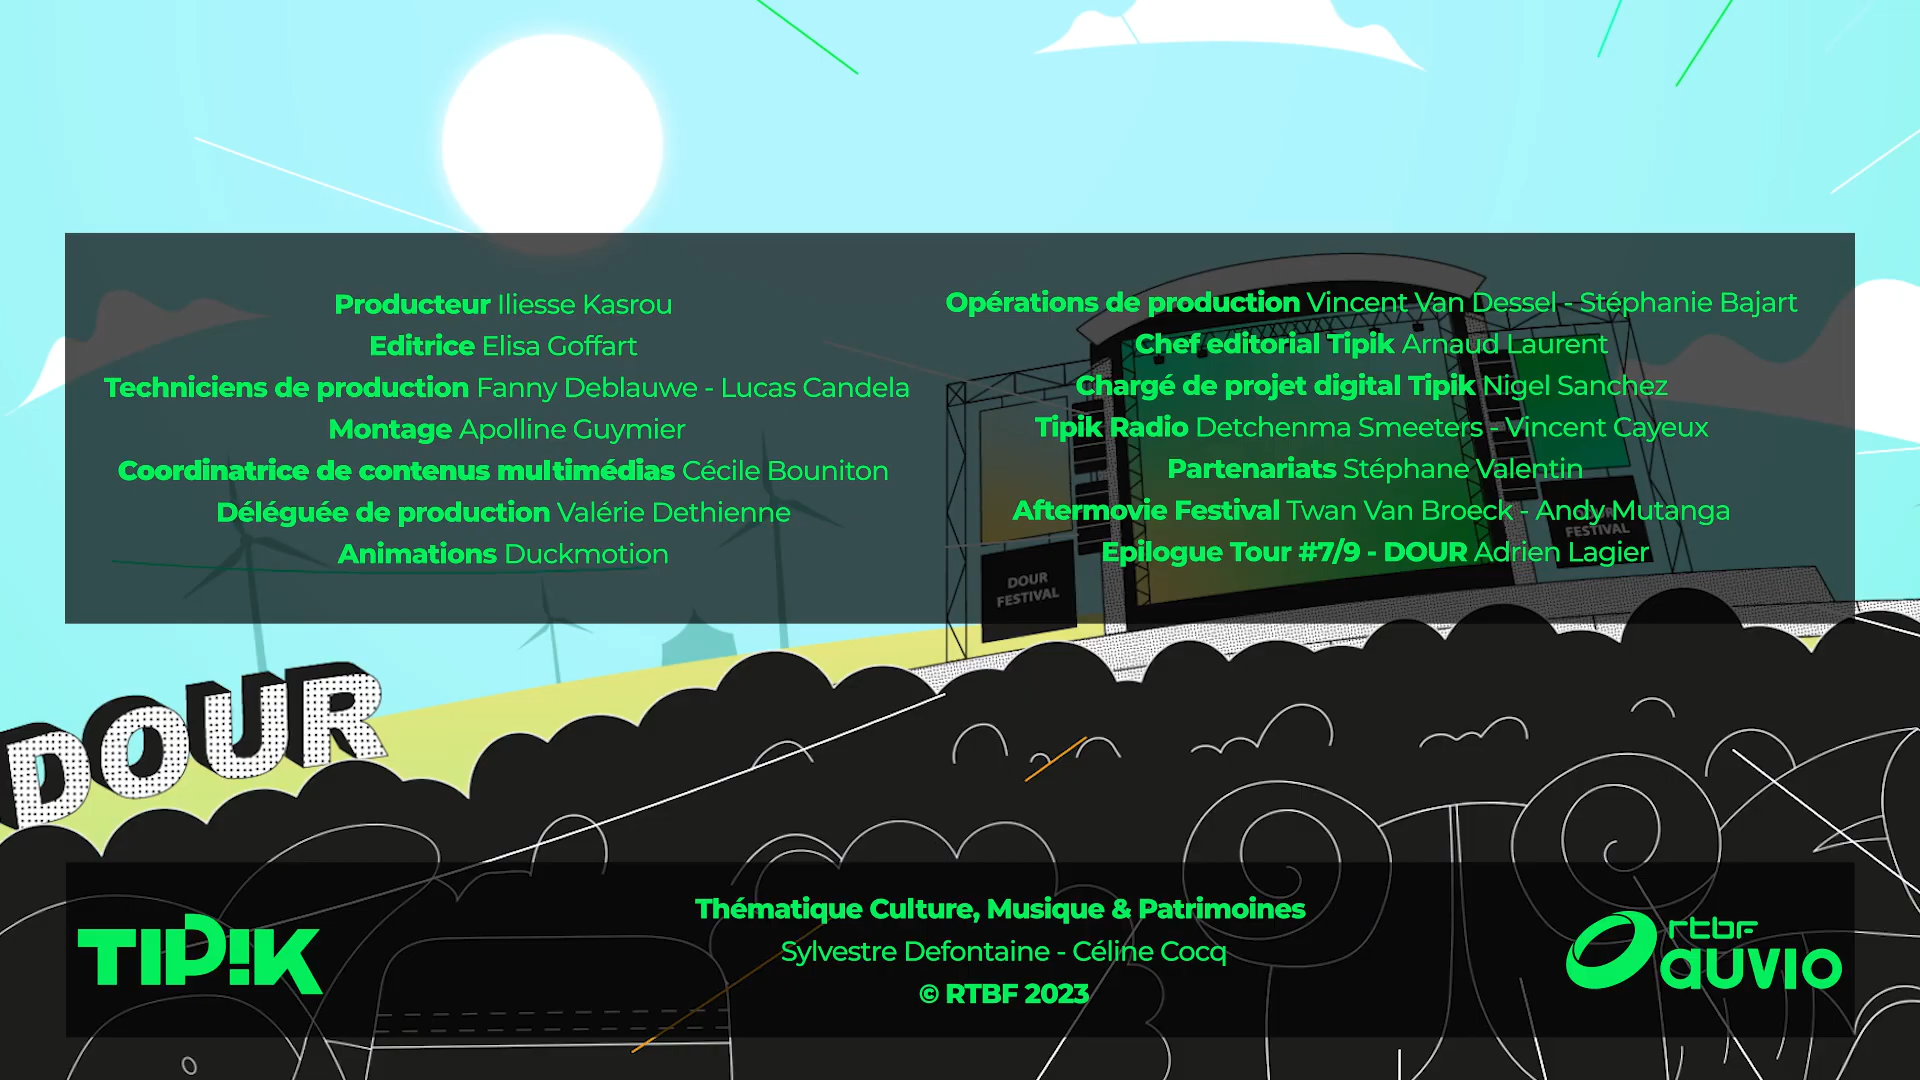 Producteur Iliesse Kasrou
Editrice Elisa Goffart
Techniciens de production Fanny Deblauwe - Lucas Candela
Montage Apolline Guymier
Coordinatrice de contenus multimédias Cécile Bouniton
Déléguée de production Valérie Dethienne
Animations Duckmotion
Opérations de production Vincent Van Dessel - Stéphanie Bajart
Chef editorial Tipik Arnaud Laurent
Chargé de projet digital Tipik Nigel Sanchez
Tipik Radio Detchenma Smeeters - Vincent Cayeux
Partenariats Stéphane Valentin
Aftermovie Festival Twan Van Broeck - Andy Mutanga
Epilogue Tour #7/9 - DOUR Adrien Lagier
DOUR
FESTIVAL
FESTIVAL
DOUR
TIPIK
Thématique Culture, Musique & Patrimoines
Sylvestre Defontaine - Céline Cocq
© RTBF 2023
rtbf
auvio